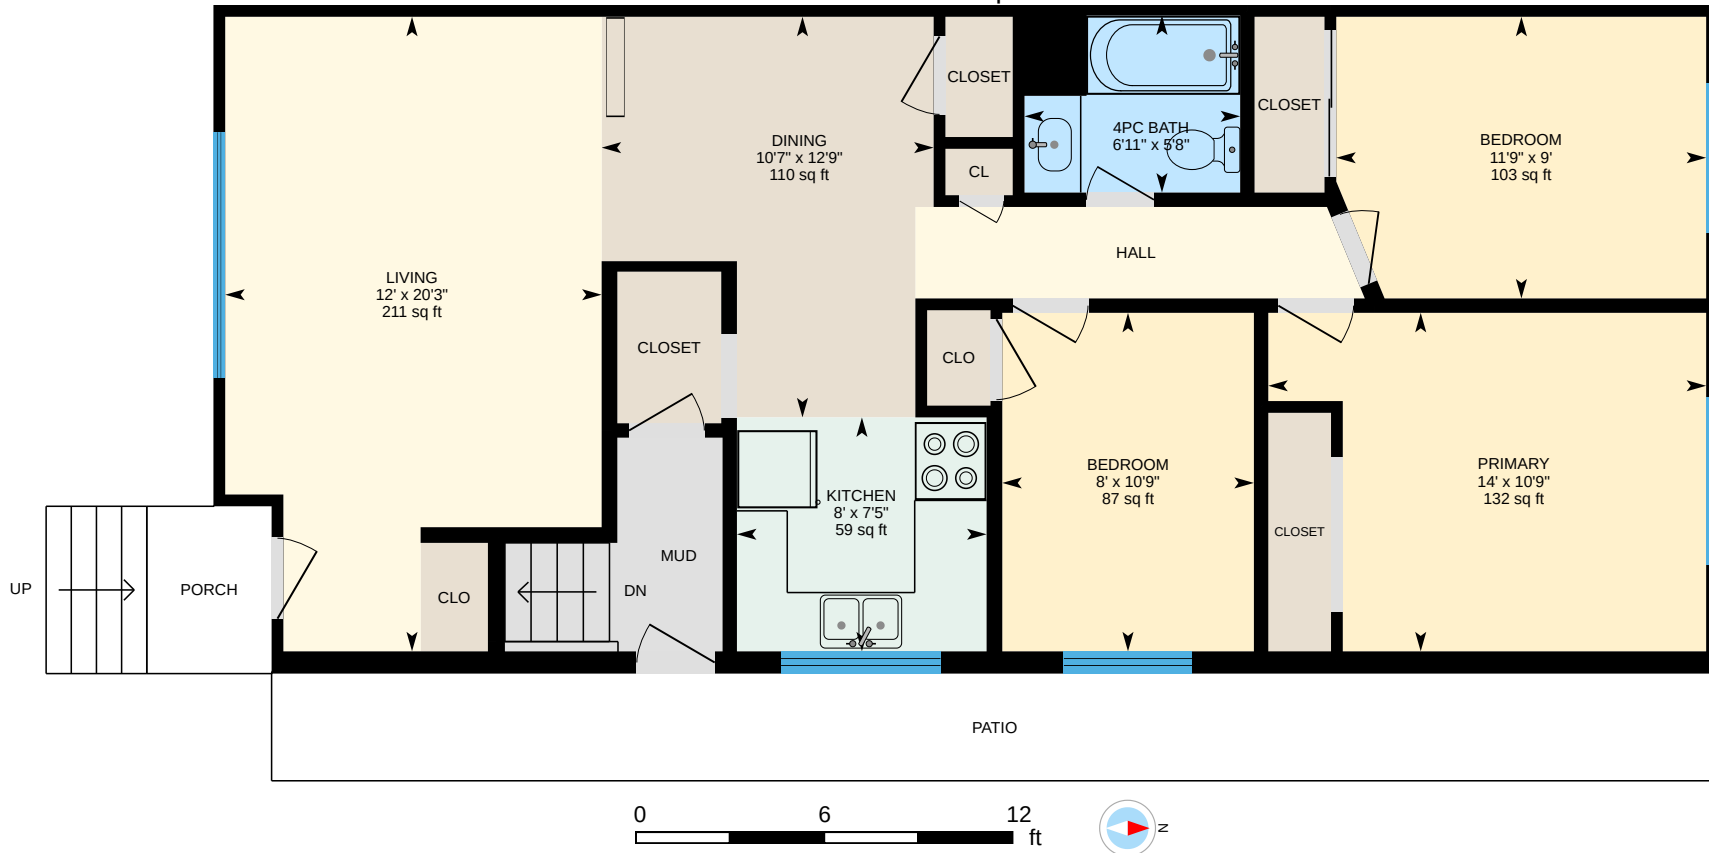 CLOSET
CLOSET
4PC BATH
6'11" x 5'8"
DINING
10'7" x 12'9"
110 sq ft
BEDROOM
11'9" x 9'
103 sq ft
CL
HALL
LIVING
12' x 20'3"
211 sq ft
CLOSET
CLO
BEDROOM
8' x 10'9"
87 sq ft
PRIMARY
14' x 10'9"
132 sq ft
KITCHEN
8' x 7'5"
59 sq ft
CLOSET
MUD
UP
PORCH
CLO
DN
PATIO
0 6 12
ft
N